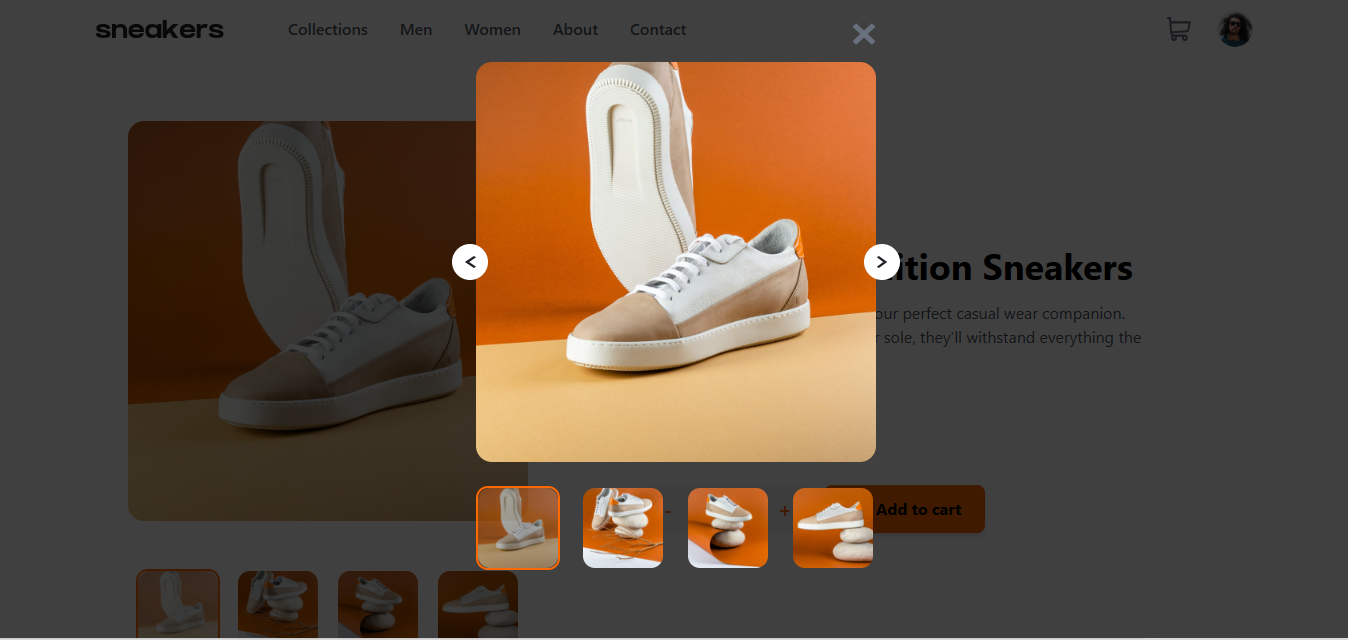 sneakers
Collections
Men
Women
About
Contact
ition Sneakers
our perfect casual wear companion.
r sole, they'll withstand everything the
-
+
Add to cart